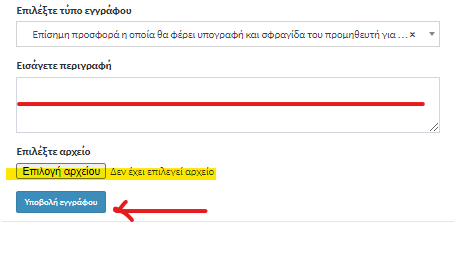 Επιλέξτε τύπο εγγράφου
Επίσημη προσφορά η οποία θα φέρει υπογραφή και σφραγίδα του προμηθευτή για ... ×
Εισάγετε περιγραφή
Επιλέξτε αρχείο
Επιλογή αρχείου Δεν έχει επιλεγεί αρχείο
Υποβολή εγγράφου